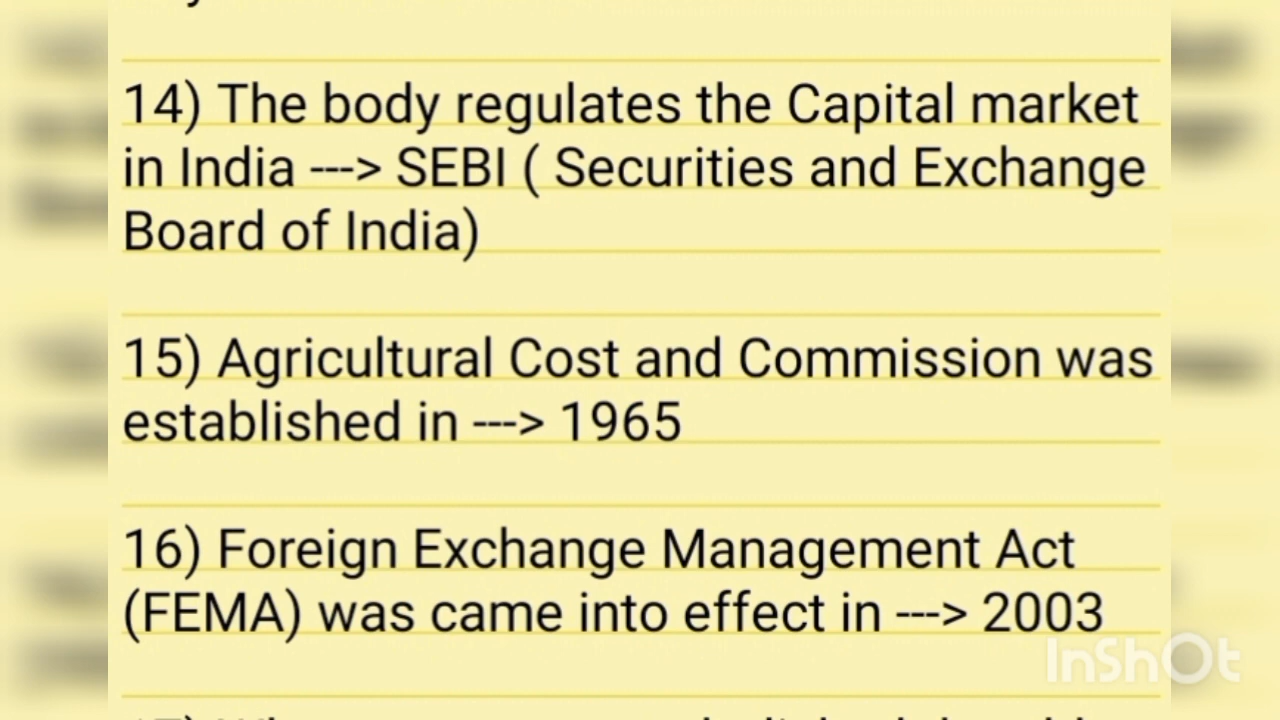 14) The body regulates the Capital market
in India ---> SEBI ( Securities and Exchange
Board of India)
15) Agricultural Cost and Commission was
established in ---> 1965
16) Foreign Exchange Management Act
(FEMA) was came into effect in ---> 2003
InShOt